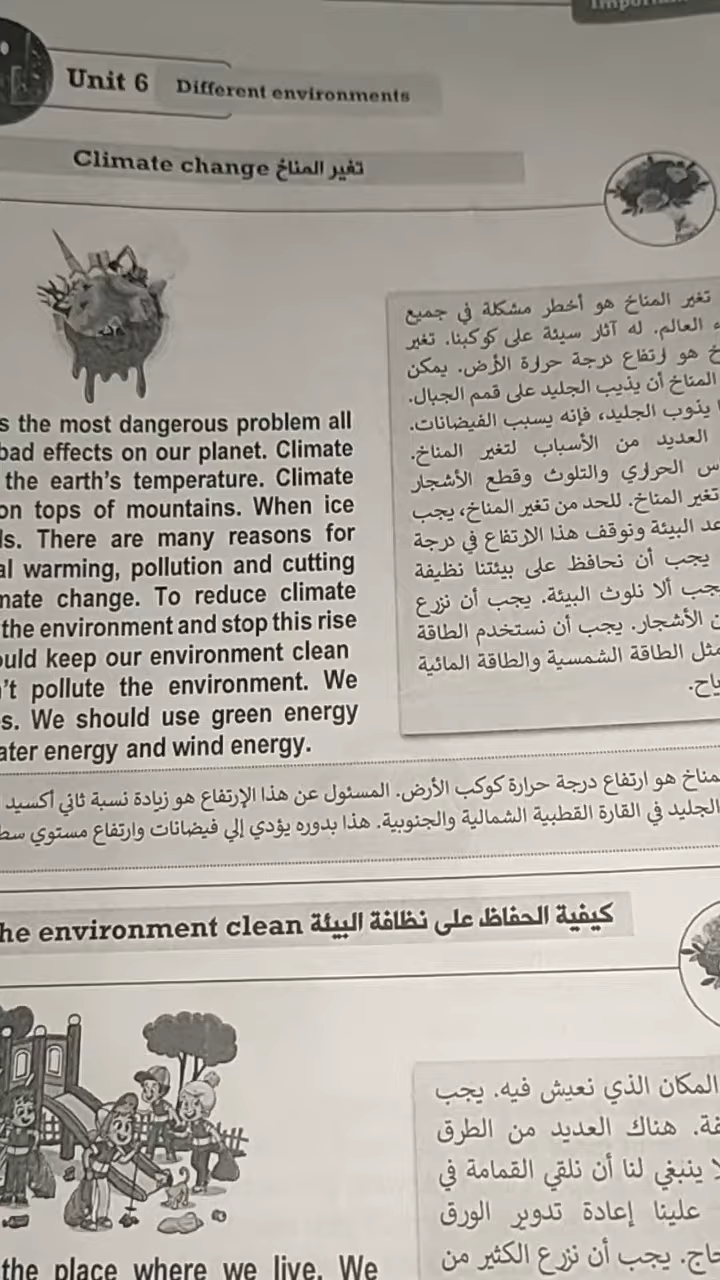 Unit 6 Different environments
Climate change تغير المناخ
s the most dangerous problem all
bad effects on our planet. Climate
the earth's temperature. Climate
on tops of mountains. When ice
ls. There are many reasons for
al warming, pollution and cutting
mate change. To reduce climate
the environment and stop this rise
ould keep our environment clean
n't pollute the environment. We
s. We should use green energy
ater energy and wind energy.
تغير المناخ هو أخطر مشكلة في جميع
العالم. له آثار سيئة على كوكبنا. تغير
هو ارتفاع درجة حرارة الأرض. يمكن
المناخ أن يذيب الجليد على قمم الجبال.
يذوب الجليد، فإنه يسبب الفيضانات.
العديد من الأسباب لتغير المناخ.
س الحراري والتلوث وقطع الأشجار
تغير المناخ. للحد من تغير المناخ، يجب
عد البيئة ونوقف هذا الارتفاع في درجة
يجب أن نحافظ على بيئتنا نظيفة
جب ألا نلوث البيئة. يجب أن نزرع
الأشجار. يجب أن نستخدم الطاقة
مثل الطاقة الشمسية والطاقة المائية
ياح.
مناخ هو ارتفاع درجة حرارة كوكب الأرض. المسئول عن هذا الإرتفاع هو زيادة نسبة ثاني أكسيد
الجليد في القارة القطبية الشمالية والجنوبية. هذا بدوره يؤدي إلي فيضانات وارتفاع مستوي سط
he environment clean كيفية الحفاظ على نظافة البيئة
المكان الذي نعيش فيه. يجب
فة. هناك العديد من الطرق
لا ينبغي لنا أن نلقي القمامة في
علينا إعادة تدوير الورق
جاج. يجب أن نزرع الكثير من
the place where we live. We